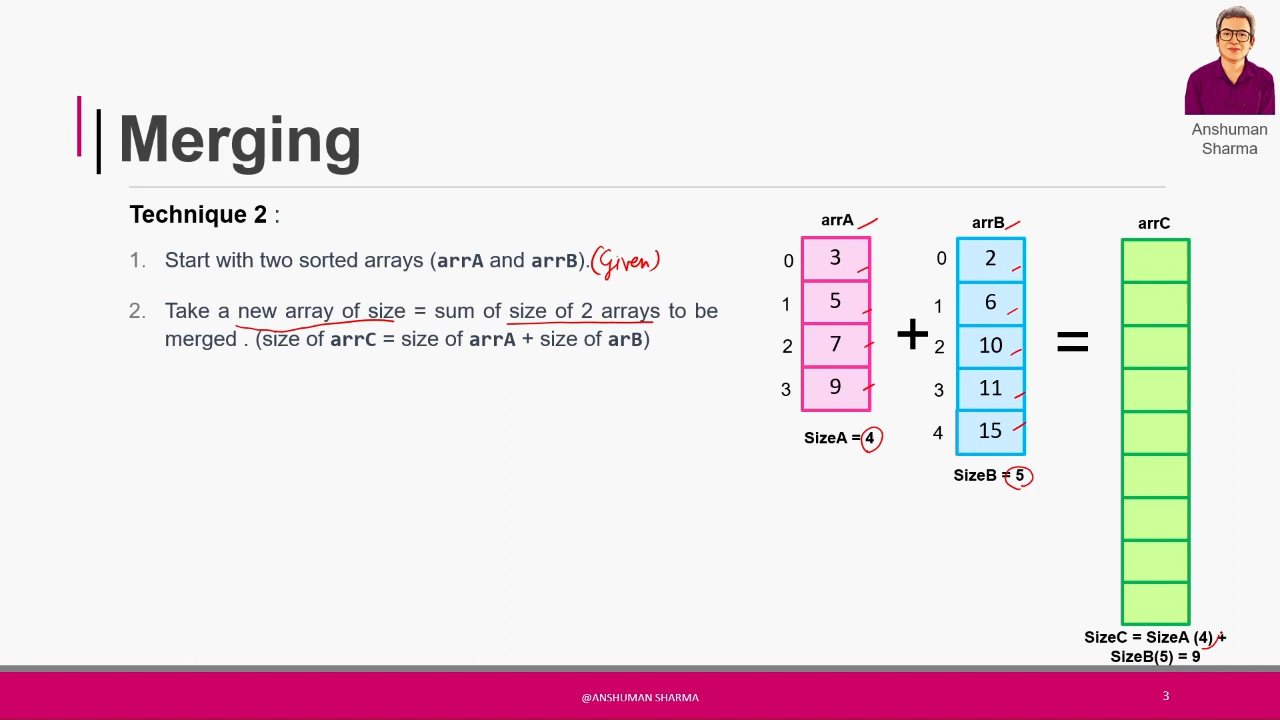 Anshuman
Sharma
Merging
Technique 2 :
1. Start with two sorted arrays (arrA and arrB). (Given)
2. Take a new array of size = sum of size of 2 arrays to be
merged . (size of arrC = size of arrA + size of arB)
arrA
0 3
1 5
2 7
3 9
SizeA = 4
+
arrB
0 2
1 6
2 10
3 11
4 15
SizeB = 5
=
arrC
SizeC = SizeA (4) +
SizeB(5) = 9
@ANSHUMAN SHARMA
3